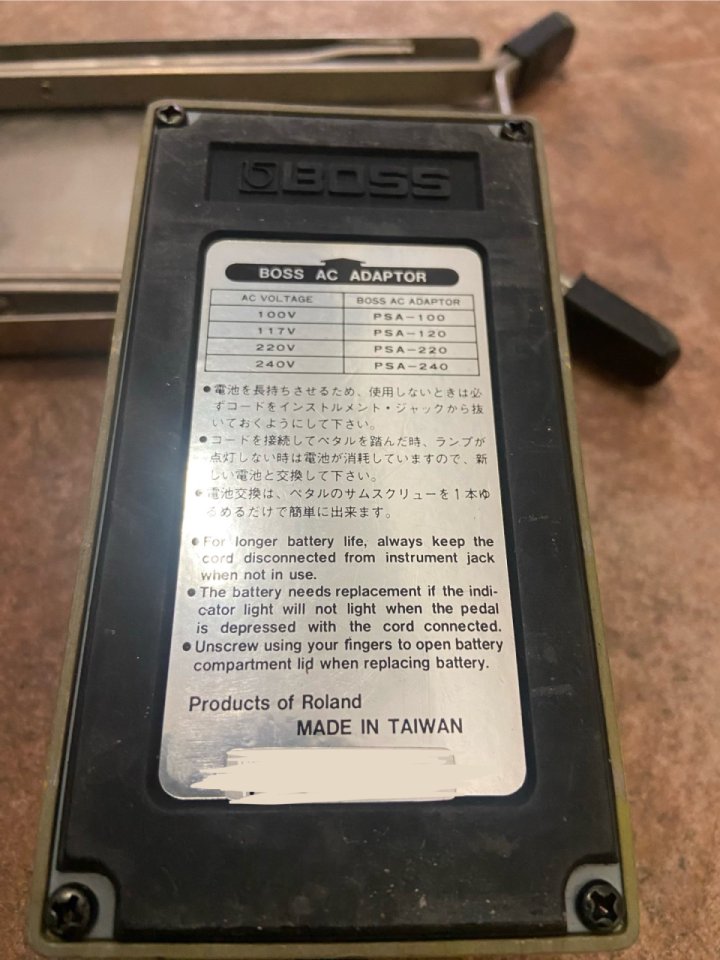 BOSS
BOSS AC ADAPTOR
AC VOLTAGE BOSS AC ADAPTOR
100V PSA-100
117V PSA-120
220V PSA-220
240V PSA-240
●電池を長持ちさせるため、使用しないときは必
ずコードをインストルメント・ジャックから抜
いておくようにして下さい。
●コードを接続してペタルを踏んだ時、ランプが
点灯しない時は電池が消耗していますので、新
しい電池と交換して下さい。
●電池交換は、ペタルのサムスクリューを1本ゆ
るめるだけで簡単に出来ます。
●For longer battery life, always keep the
cord disconnected from instrument jack
when not in use.
●The battery needs replacement if the indi-
cator light will not light when the pedal
is depressed with the cord connected.
●Unscrew using your fingers to open battery
compartment lid when replacing battery.
Products of Roland
MADE IN TAIWAN